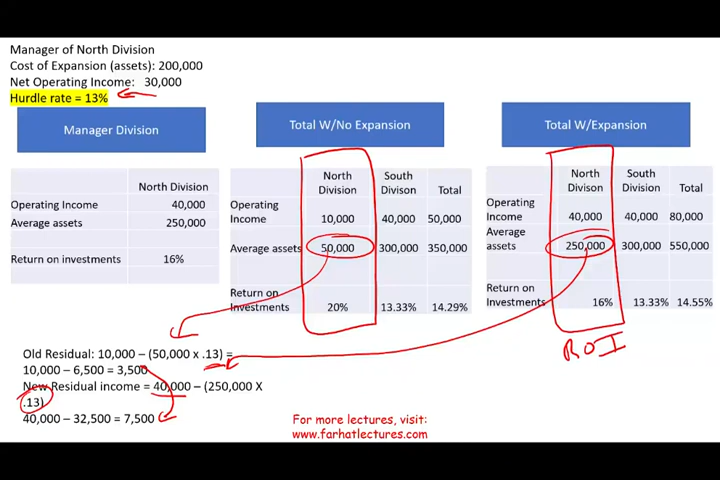 Manager of North Division
Cost of Expansion (assets): 200,000
Net Operating Income: 30,000
Hurdle rate = 13%
Manager Division
North Division
Operating Income 40,000
Average assets 250,000
Return on investments 16%
Total W/No Expansion
North Division South Divison Total
Operating Income 10,000 40,000 50,000
Average assets 50,000 300,000 350,000
Return on Investments 20% 13.33% 14.29%
Total W/Expansion
North Divison South Division Total
Operating Income 40,000 40,000 80,000
Average assets 250,000 300,000 550,000
Return on Investments 16% 13.33% 14.55%
ROI
Old Residual: 10,000 – (50,000 x .13) =
10,000 – 6,500 = 3,500
New Residual income = 40,000 – (250,000 X
.13)
40,000 – 32,500 = 7,500
For more lectures, visit:
www.farhatlectures.com